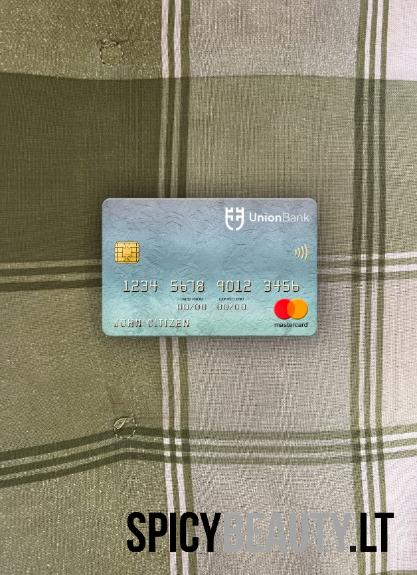 UnionBank
1234 5678 9012 3456
00/00 00/00
JOHN CITIZEN
mastercard
SPICYBEAUTY.LT